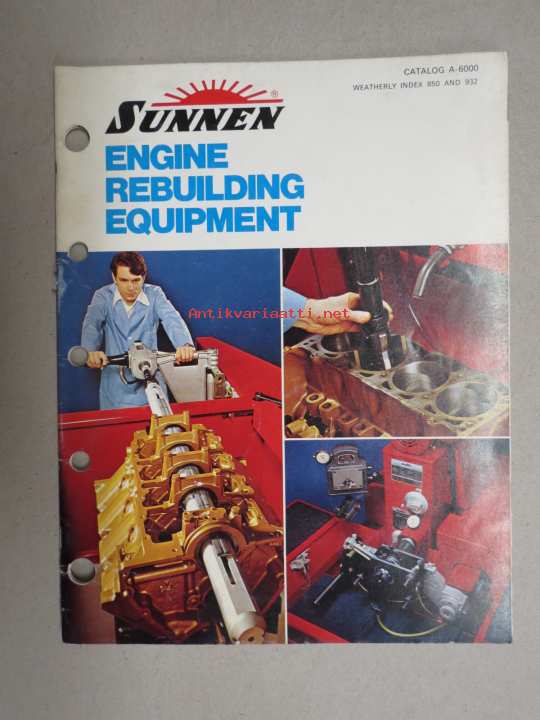 CATALOG A-6000
WEATHERLY INDEX 850 AND 932
SUNNEN®
ENGINE
REBUILDING
EQUIPMENT
Antikvariaatti.net